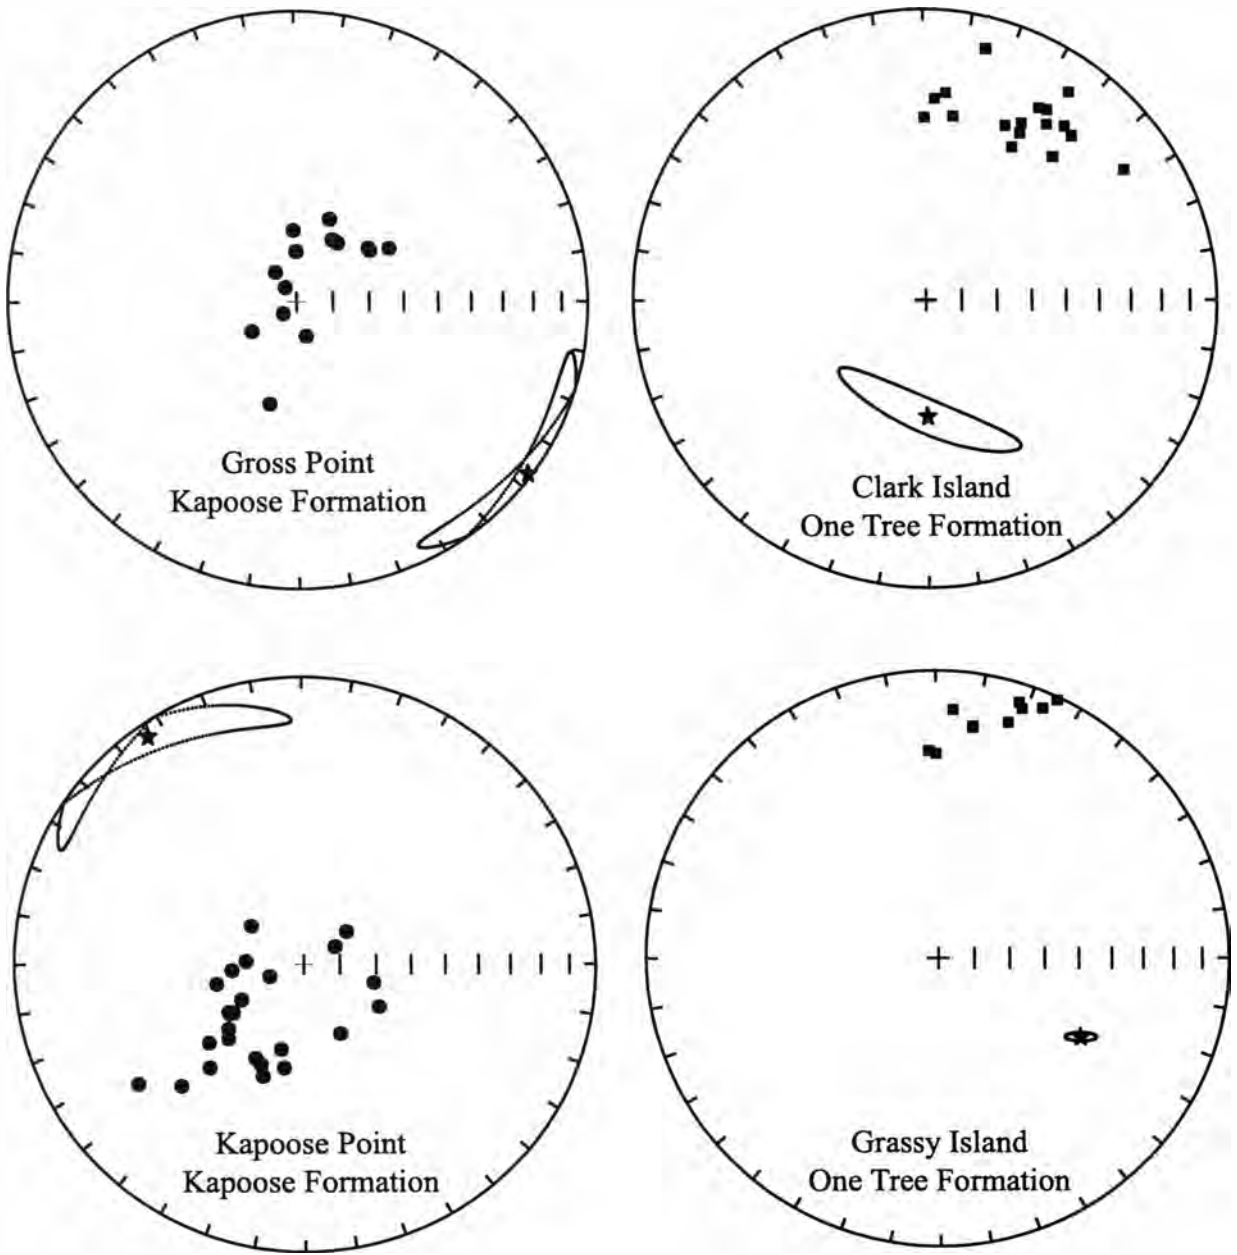 Gross Point
Kapoose Formation
Clark Island
One Tree Formation
Kapoose Point
Kapoose Formation
Grassy Island
One Tree Formation